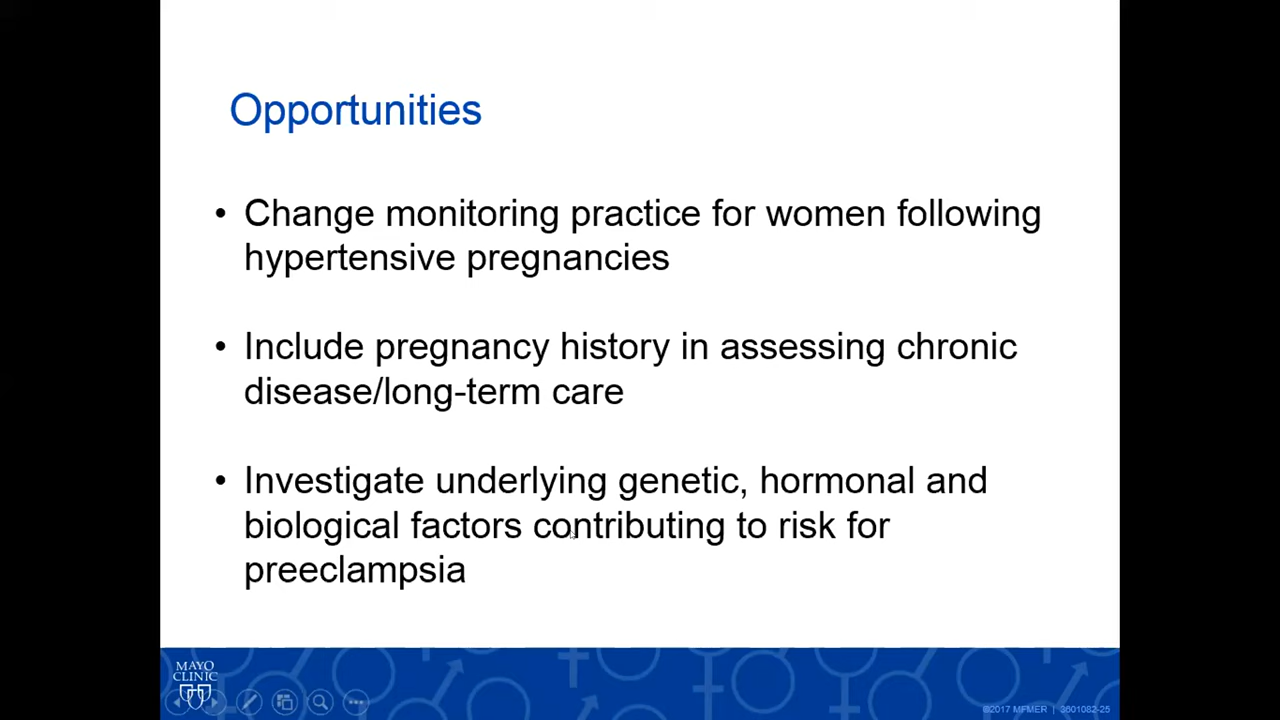 Opportunities
• Change monitoring practice for women following
hypertensive pregnancies
• Include pregnancy history in assessing chronic
disease/long-term care
• Investigate underlying genetic, hormonal and
biological factors contributing to risk for
preeclampsia
MAYO
CLINIC
©2017 MFMER | 3601082-25